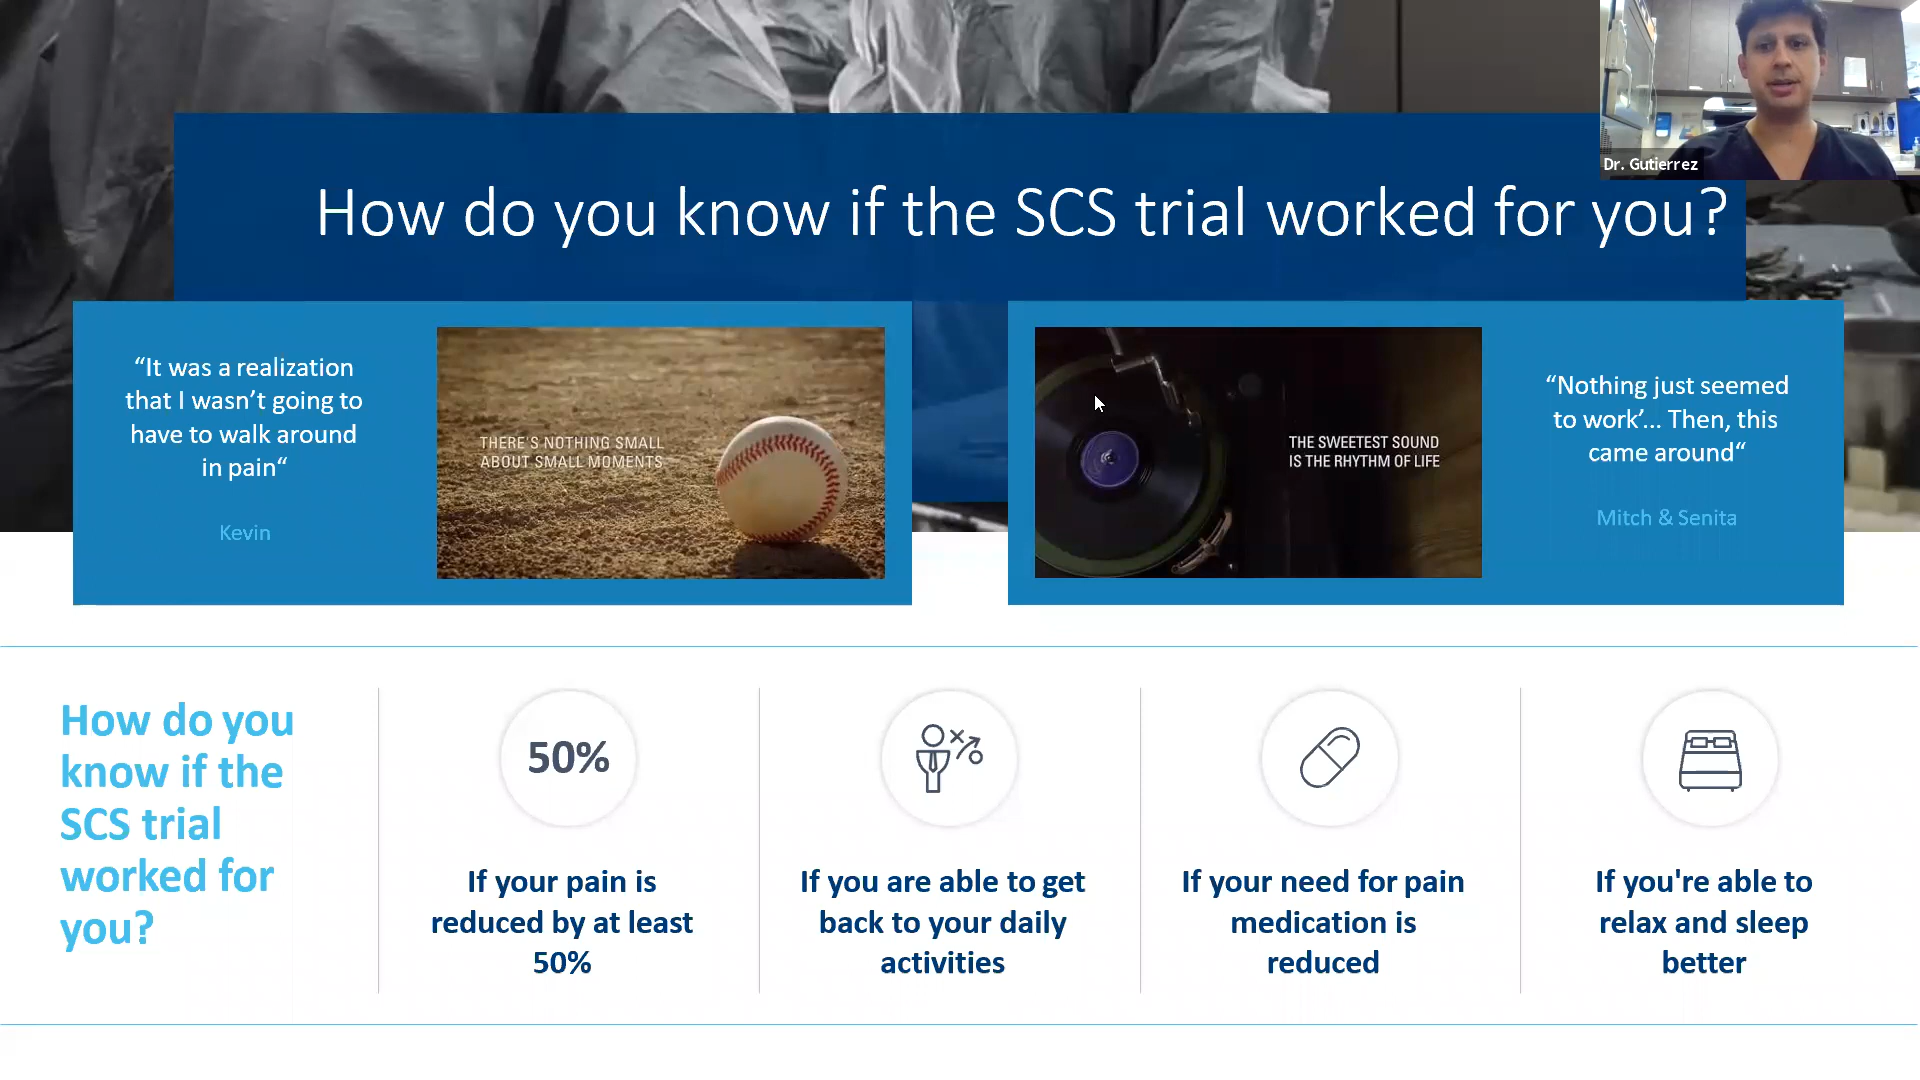 Dr. Gutierrez
How do you know if the SCS trial worked for you?
“It was a realization
that I wasn’t going to
have to walk around
in pain“
Kevin
THERE'S NOTHING SMALL
ABOUT SMALL MOMENTS
THE SWEETEST SOUND
IS THE RHYTHM OF LIFE
“Nothing just seemed
to work’... Then, this
came around“
Mitch & Senita
How do you
know if the
SCS trial
worked for
you?
50%
If your pain is
reduced by at least
50%
If you are able to get
back to your daily
activities
If your need for pain
medication is
reduced
If you're able to
relax and sleep
better